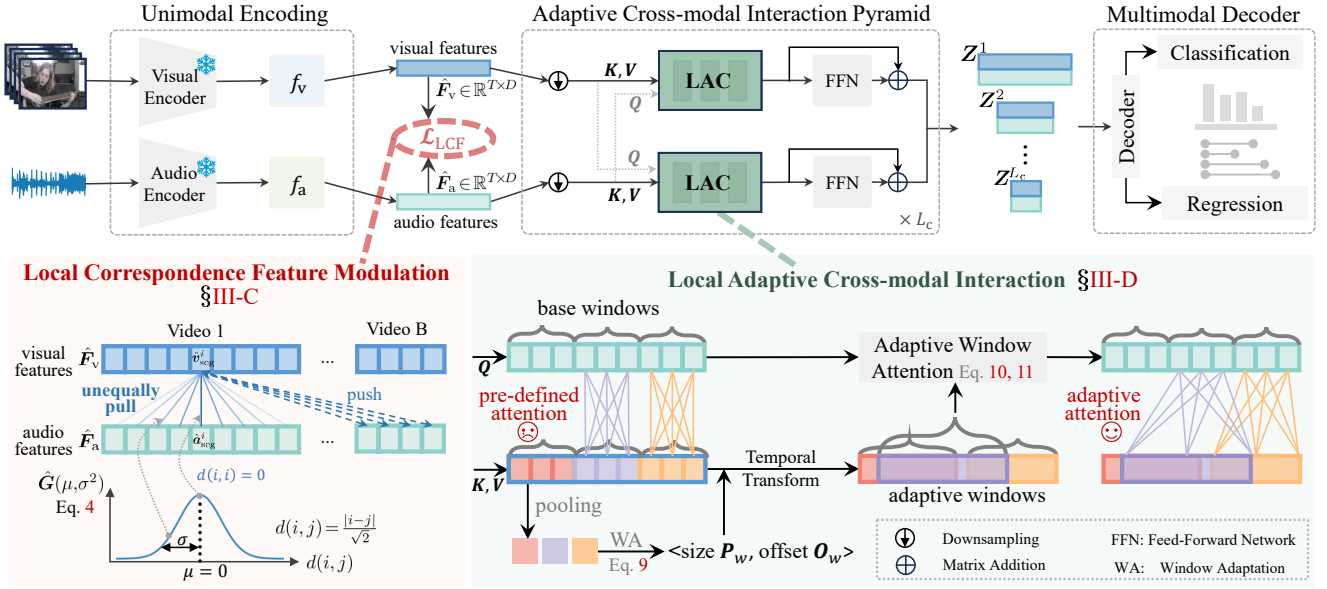 Unimodal Encoding
Adaptive Cross-modal Interaction Pyramid
Multimodal Decoder
Visual
Encoder
f_v
visual features
F̂_v ∈ ℝ^{T×D}
ℒ_LCF
F̂_a ∈ ℝ^{T×D}
audio features
Audio
Encoder
f_a
K, V
Q
LAC
FFN
Q
K, V
LAC
FFN
× L_c
Z^1
Z^2
⋮
Z^{L_c}
Decoder
Classification
Regression
Local Correspondence Feature Modulation
§III-C
Video 1
Video B
visual
features
F̂_v
v̂^i_seg
...
unequally
pull
push
audio
features
F̂_a
â^i_seg
...
Ĝ(μ,σ²)
Eq. 4
d(i,i) = 0
d(i,j) = |i−j|/√2
σ
μ = 0
d(i,j)
Local Adaptive Cross-modal Interaction §III-D
base windows
Q
pre-defined
attention
Adaptive Window
Attention Eq. 10, 11
adaptive
attention
K, V
Temporal
Transform
adaptive windows
pooling
WA
Eq. 9
<size P_w, offset O_w>
Downsampling
FFN: Feed-Forward Network
Matrix Addition
WA: Window Adaptation